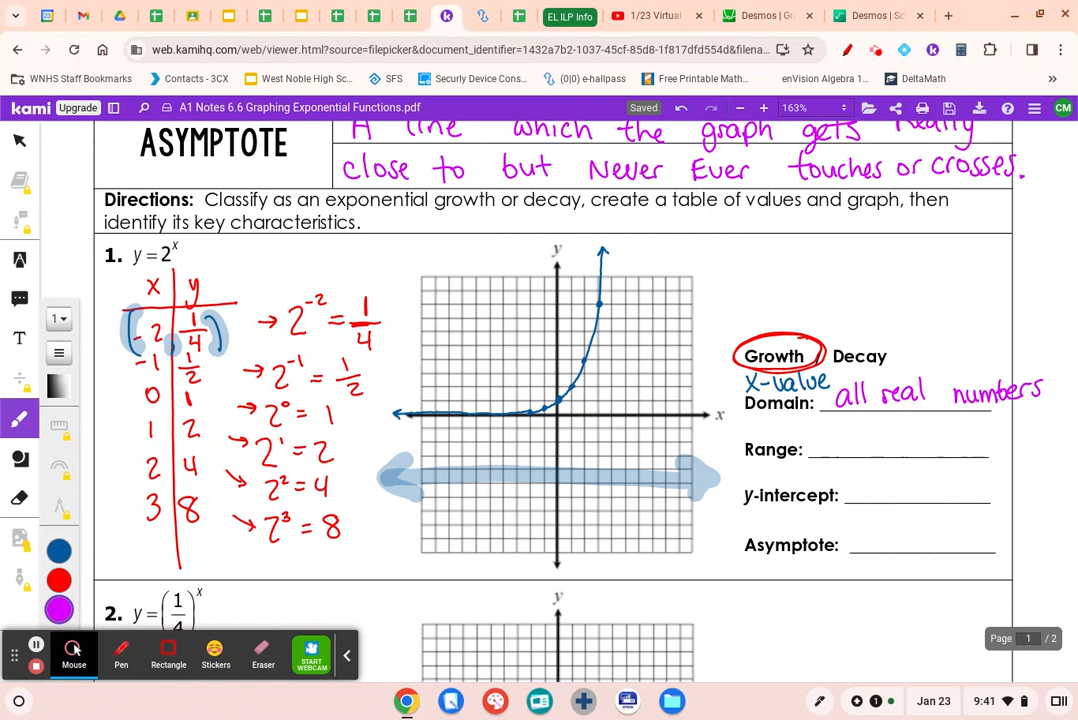 EL ILP Info
1/23 Virtual
Desmos | Gr
Desmos | Sc
web.kamihq.com/web/viewer.html?source=filepicker&document_identifier=1432a7b2-1037-45cf-85d8-1f817dfd554d&filena...
WNHS Staff Bookmarks
Contacts - 3CX
West Noble High Sc...
SFS
Securly Device Cons...
(0|0) e-hallpass
Free Printable Math...
enVision Algebra 1...
DeltaMath
kami Upgrade
A1 Notes 6.6 Graphing Exponential Functions.pdf
Saved
163%
CM
ASYMPTOTE
A line which the graph gets really
close to but Never Ever touches or crosses.
Directions: Classify as an exponential growth or decay, create a table of values and graph, then
identify its key characteristics.
1. y = 2^x
x y
-2 1/4
-1 1/2
0 1
1 2
2 4
3 8
→ 2^-2 = 1/4
→ 2^-1 = 1/2
→ 2^0 = 1
→ 2^1 = 2
→ 2^2 = 4
→ 2^3 = 8
y
x
Growth / Decay
x-value
Domain: all real numbers
Range:
y-intercept:
Asymptote:
2. y = (1/4)^x
y
T
1
Page 1 / 2
Mouse
Pen
Rectangle
Stickers
Eraser
START WEBCAM
1
Jan 23
9:41